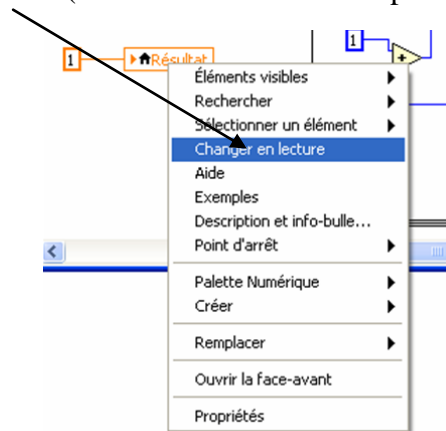 1
1
Résultat
Éléments visibles
Rechercher
Sélectionner un élément
Changer en lecture
Aide
Exemples
Description et info-bulle...
Point d'arrêt
Palette Numérique
Créer
Remplacer
Ouvrir la face-avant
Propriétés